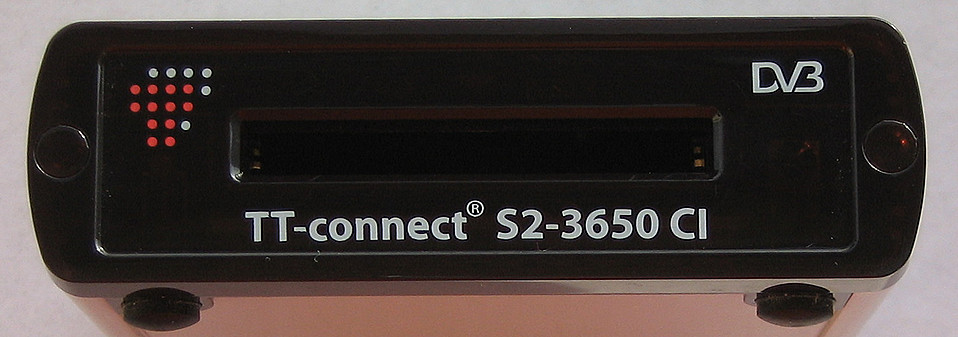 DVB
TT-connect® S2-3650 CI